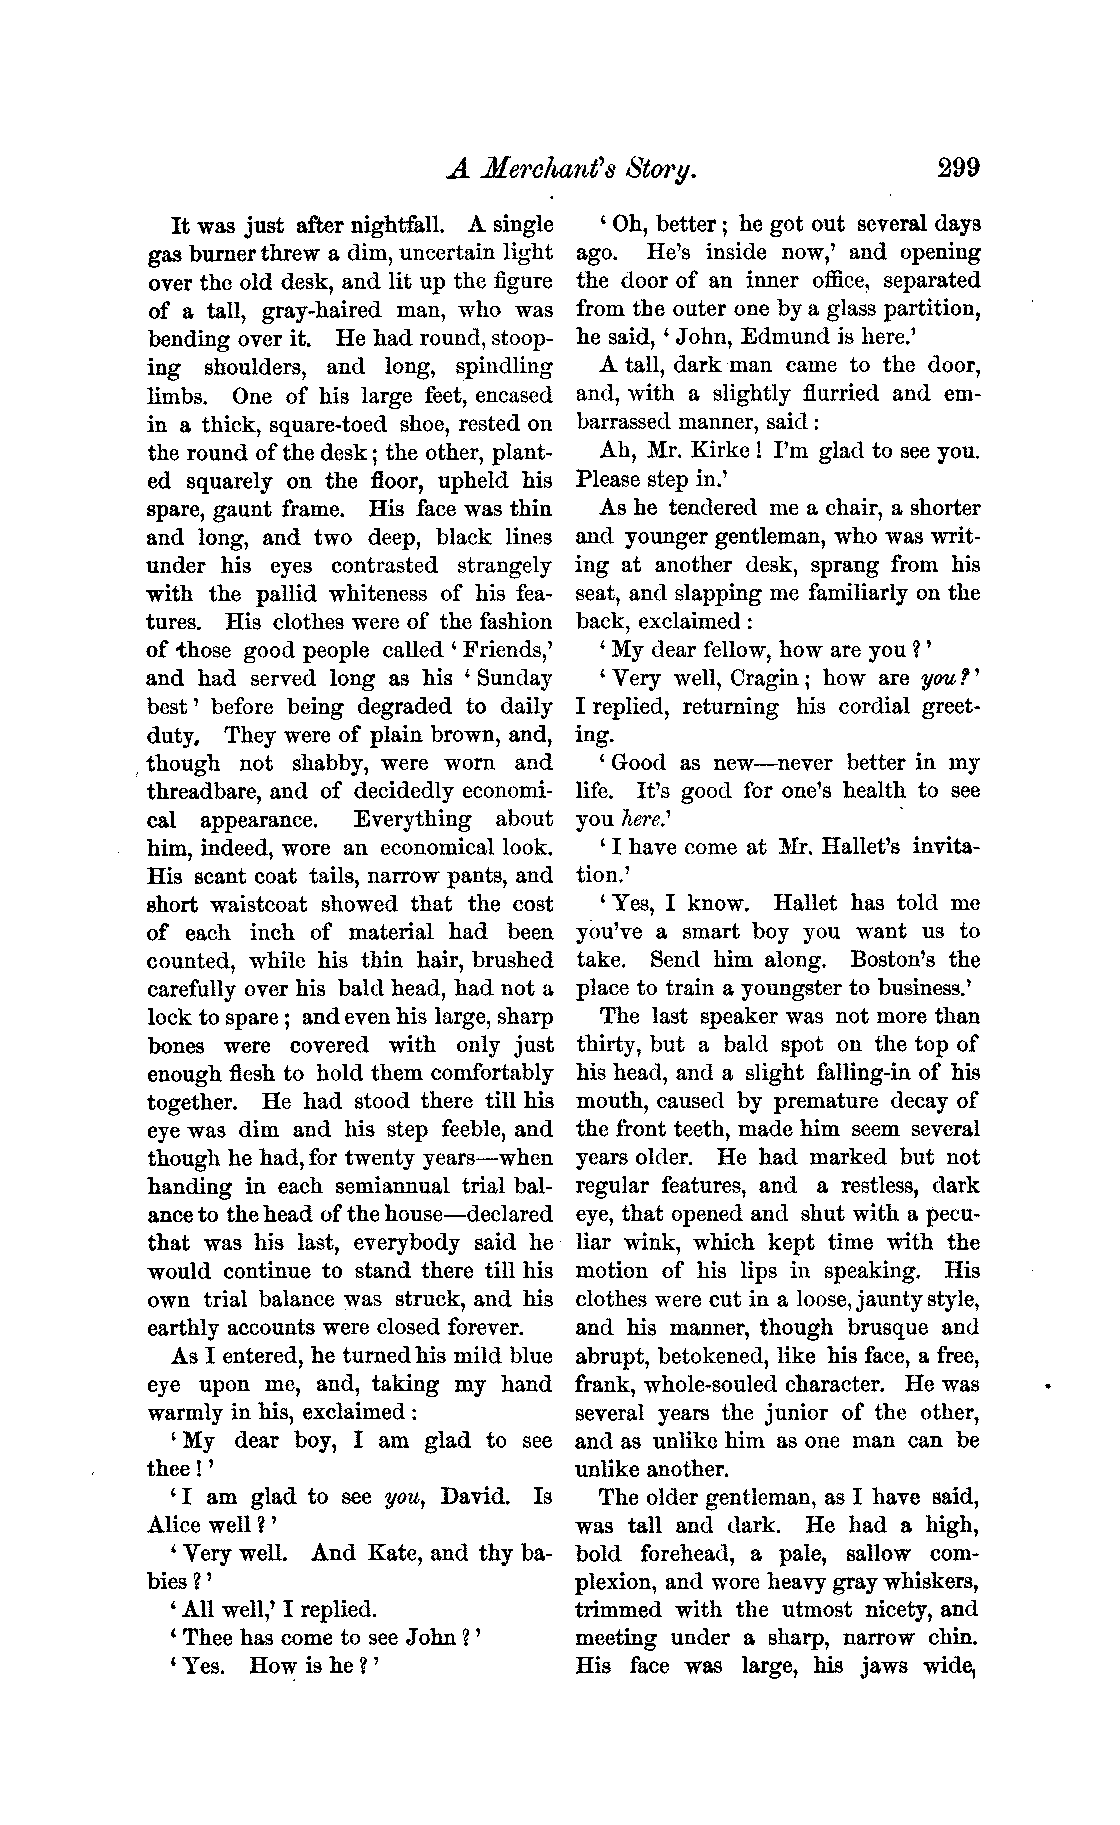 A Merchant's Story. 299
It was just after nightfall. A single
gas burner threw a dim, uncertain light
over the old desk, and lit up the figure
of a tall, gray-haired man, who was
bending over it. He had round, stoop-
ing shoulders, and long, spindling
limbs. One of his large feet, encased
in a thick, square-toed shoe, rested on
the round of the desk; the other, plant-
ed squarely on the floor, upheld his
spare, gaunt frame. His face was thin
and long, and two deep, black lines
under his eyes contrasted strangely
with the pallid whiteness of his fea-
tures. His clothes were of the fashion
of those good people called ‘Friends,’
and had served long as his ‘Sunday
best’ before being degraded to daily
duty. They were of plain brown, and,
though not shabby, were worn and
threadbare, and of decidedly economi-
cal appearance. Everything about
him, indeed, wore an economical look.
His scant coat tails, narrow pants, and
short waistcoat showed that the cost
of each inch of material had been
counted, while his thin hair, brushed
carefully over his bald head, had not a
lock to spare; and even his large, sharp
bones were covered with only just
enough flesh to hold them comfortably
together. He had stood there till his
eye was dim and his step feeble, and
though he had, for twenty years—when
handing in each semiannual trial bal-
ance to the head of the house—declared
that was his last, everybody said he
would continue to stand there till his
own trial balance was struck, and his
earthly accounts were closed forever.
As I entered, he turned his mild blue
eye upon me, and, taking my hand
warmly in his, exclaimed:
‘My dear boy, I am glad to see
thee!’
‘I am glad to see you, David. Is
Alice well?’
‘Very well. And Kate, and thy ba-
bies?’
‘All well,’ I replied.
‘Thee has come to see John?’
‘Yes. How is he?’
‘Oh, better; he got out several days
ago. He's inside now,’ and opening
the door of an inner office, separated
from the outer one by a glass partition,
he said, ‘John, Edmund is here.’
A tall, dark man came to the door,
and, with a slightly flurried and em-
barrassed manner, said:
Ah, Mr. Kirke! I'm glad to see you.
Please step in.’
As he tendered me a chair, a shorter
and younger gentleman, who was writ-
ing at another desk, sprang from his
seat, and slapping me familiarly on the
back, exclaimed:
‘My dear fellow, how are you?’
‘Very well, Cragin; how are you?’
I replied, returning his cordial greet-
ing.
‘Good as new—never better in my
life. It's good for one's health to see
you here.’
‘I have come at Mr. Hallet's invita-
tion.’
‘Yes, I know. Hallet has told me
you've a smart boy you want us to
take. Send him along. Boston's the
place to train a youngster to business.’
The last speaker was not more than
thirty, but a bald spot on the top of
his head, and a slight falling-in of his
mouth, caused by premature decay of
the front teeth, made him seem several
years older. He had marked but not
regular features, and a restless, dark
eye, that opened and shut with a pecu-
liar wink, which kept time with the
motion of his lips in speaking. His
clothes were cut in a loose, jaunty style,
and his manner, though brusque and
abrupt, betokened, like his face, a free,
frank, whole-souled character. He was
several years the junior of the other,
and as unlike him as one man can be
unlike another.
The older gentleman, as I have said,
was tall and dark. He had a high,
bold forehead, a pale, sallow com-
plexion, and wore heavy gray whiskers,
trimmed with the utmost nicety, and
meeting under a sharp, narrow chin.
His face was large, his jaws wide,